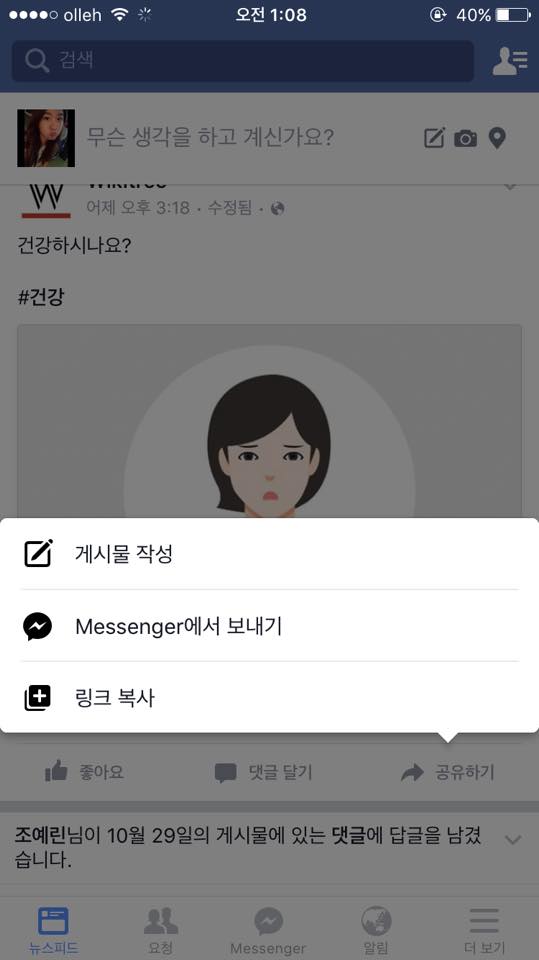 olleh 오전 1:08 40%
검색
무슨 생각을 하고 계신가요?
W Wikitree
어제 오후 3:18 · 수정됨 ·
건강하시나요?
#건강
게시물 작성
Messenger에서 보내기
링크 복사
좋아요 댓글 달기 공유하기
조예린님이 10월 29일의 게시물에 있는 댓글에 답글을 남겼
습니다.
뉴스피드 요청 Messenger 알림 더 보기